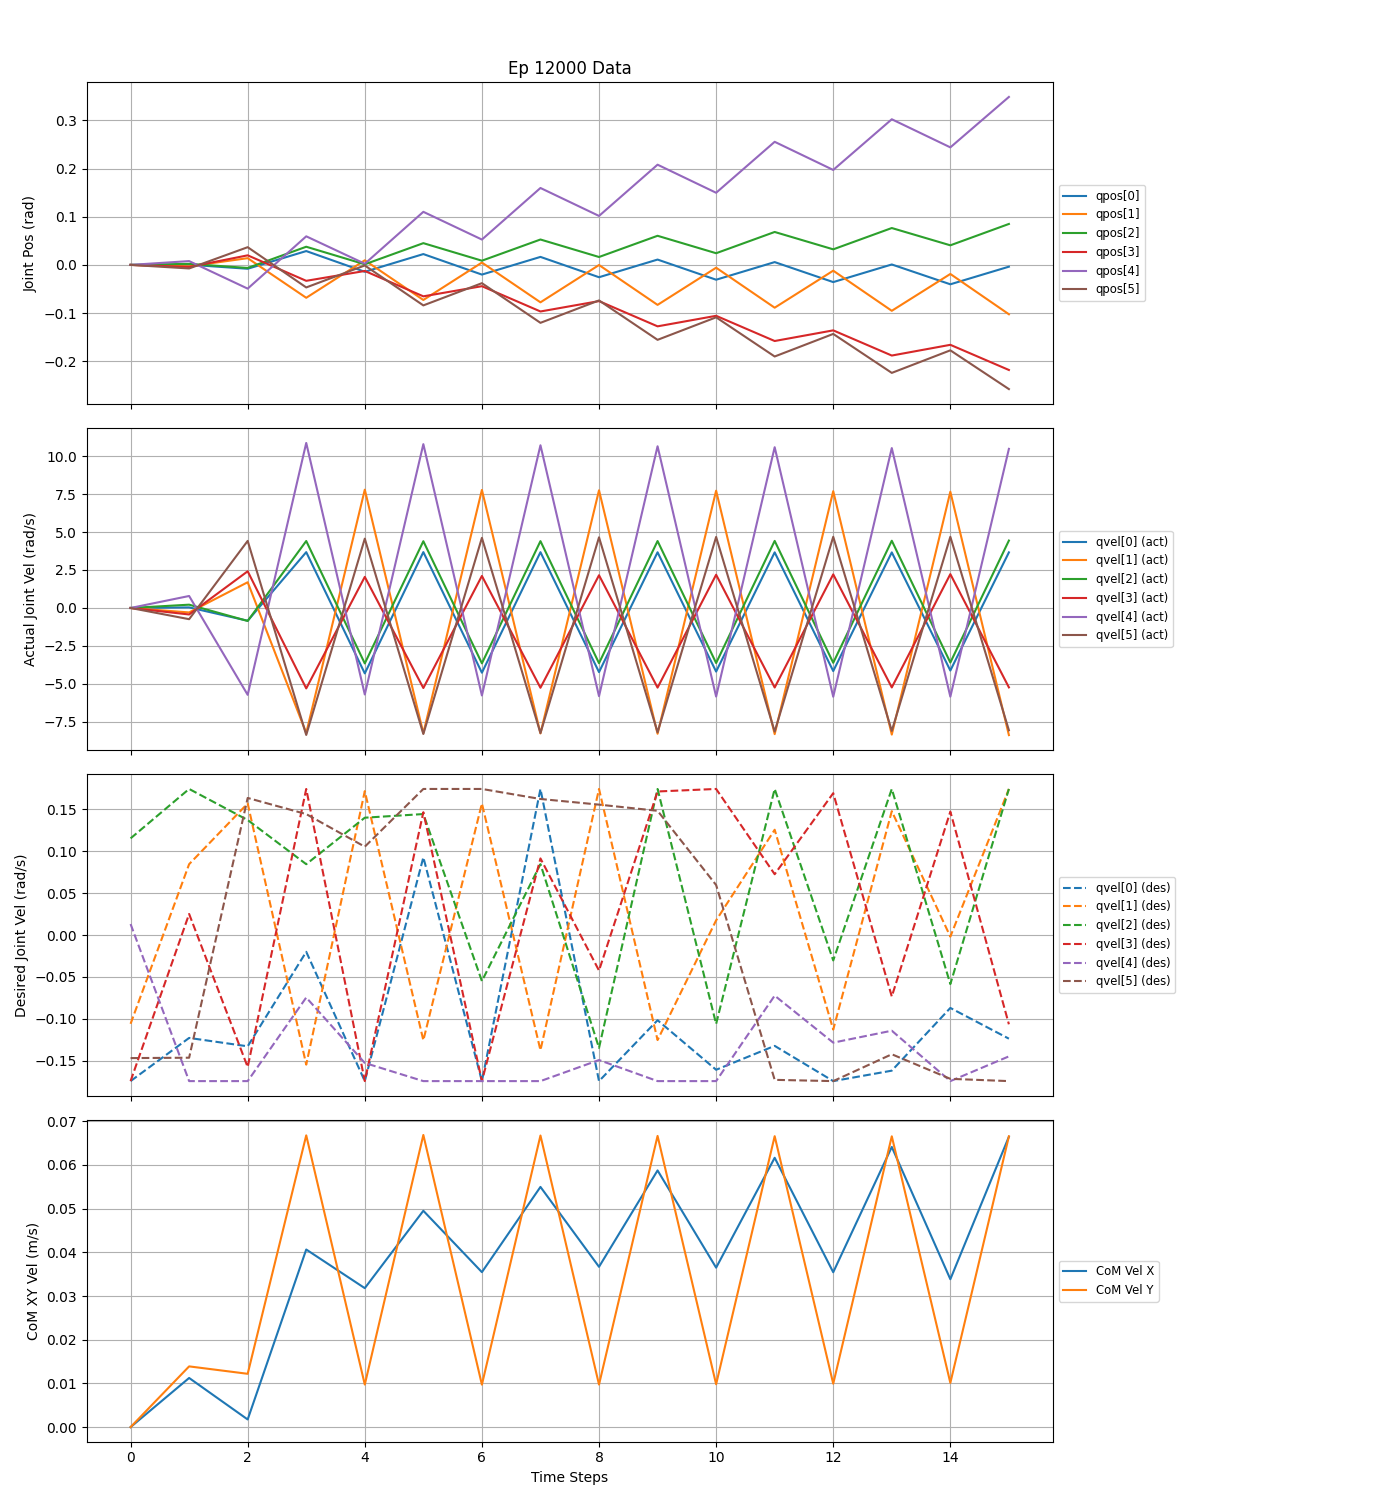 Ep 12000 Data
Joint Pos (rad)
0.3
0.2
0.1
0.0
−0.1
−0.2
qpos[0]
qpos[1]
qpos[2]
qpos[3]
qpos[4]
qpos[5]
Actual Joint Vel (rad/s)
10.0
7.5
5.0
2.5
0.0
−2.5
−5.0
−7.5
qvel[0] (act)
qvel[1] (act)
qvel[2] (act)
qvel[3] (act)
qvel[4] (act)
qvel[5] (act)
Desired Joint Vel (rad/s)
0.15
0.10
0.05
0.00
−0.05
−0.10
−0.15
qvel[0] (des)
qvel[1] (des)
qvel[2] (des)
qvel[3] (des)
qvel[4] (des)
qvel[5] (des)
CoM XY Vel (m/s)
0.07
0.06
0.05
0.04
0.03
0.02
0.01
0.00
CoM Vel X
CoM Vel Y
0 2 4 6 8 10 12 14
Time Steps